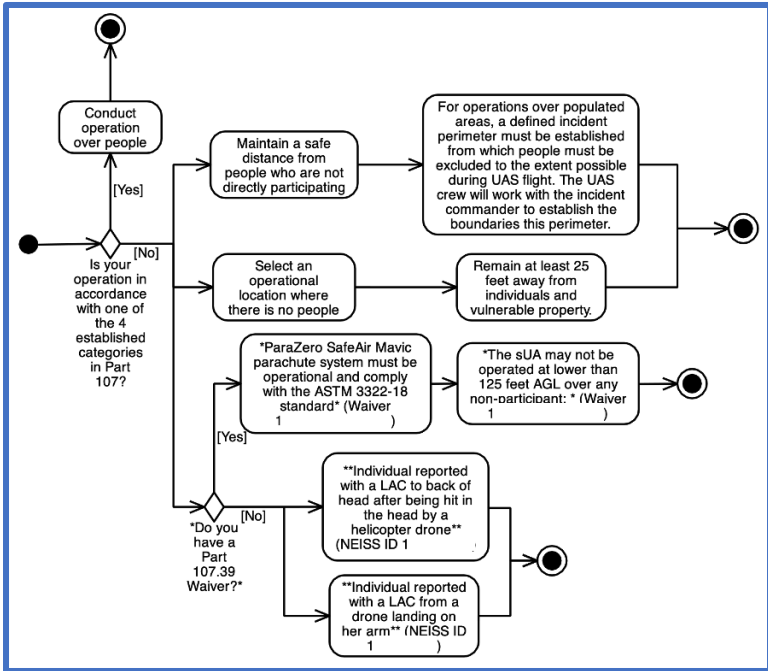 Conduct
operation
over people
[Yes]
[No]
Is your
operation in
accordance
with one of
the 4
established
categories
in Part
107?
Maintain a safe
distance from
people who are not
directly participating
For operations over populated
areas, a defined incident
perimeter must be established
from which people must be
excluded to the extent possible
during UAS flight. The UAS
crew will work with the incident
commander to establish the
boundaries this perimeter.
Select an
operational
location where
there is no people
Remain at least 25
feet away from
individuals and
vulnerable property.
*ParaZero SafeAir Mavic
parachute system must be
operational and comply
with the ASTM 3322-18
standard* (Waiver
1 )
*The sUA may not be
operated at lower than
125 feet AGL over any
non-participant: * (Waiver
1 )
[Yes]
[No]
*Do you
have a
Part
107.39
Waiver?*
**Individual reported
with a LAC to back of
head after being hit in
the head by a
helicopter drone**
(NEISS ID 1
**Individual reported
with a LAC from a
drone landing on
her arm** (NEISS ID
1 )